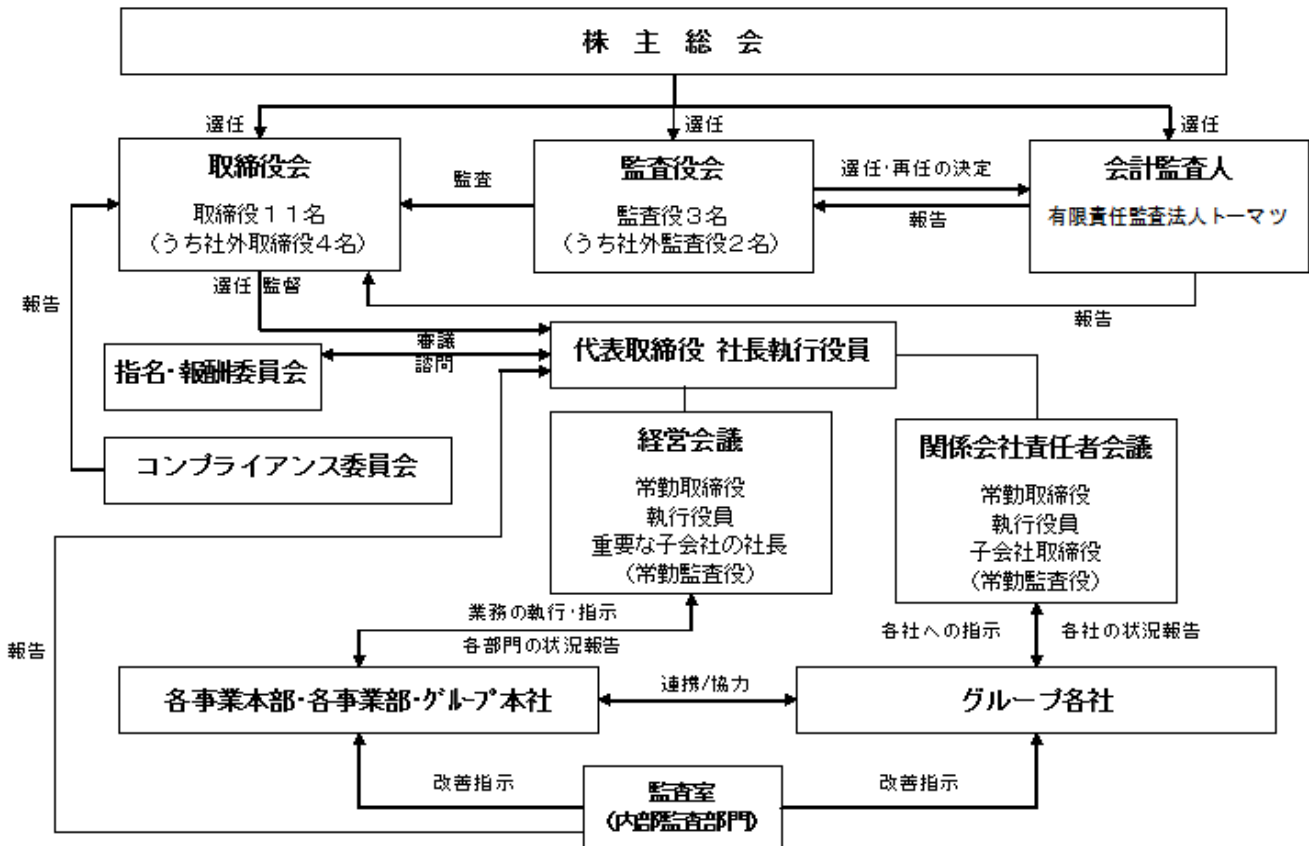 株 主 総 会
選任
選任
選任
取締役会
取締役１１名
(うち社外取締役４名)
監査
監査役会
監査役３名
(うち社外監査役２名)
選任・再任の決定
報告
会計監査人
有限責任監査法人トーマツ
選任 監督
報告
報告
審議
諮問
代表取締役 社長執行役員
指名・報酬委員会
コンプライアンス委員会
経営会議
常勤取締役
執行役員
重要な子会社の社長
(常勤監査役)
関係会社責任者会議
常勤取締役
執行役員
子会社取締役
(常勤監査役)
業務の執行・指示
各部門の状況報告
各社への指示
各社の状況報告
報告
各事業本部・各事業部・ｸﾞﾙｰﾌﾟ本社
連携/協力
グループ各社
改善指示
監査室
(内部監査部門)
改善指示